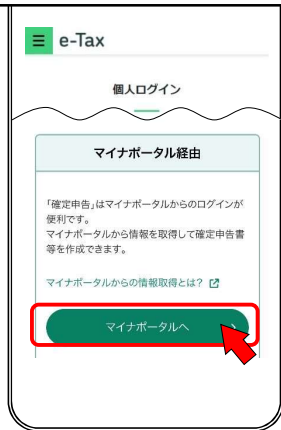 e-Tax
個人ログイン
マイナポータル経由
「確定申告」はマイナポータルからのログインが
便利です。
マイナポータルから情報を取得して確定申告書
等を作成できます。
マイナポータルからの情報取得とは?
マイナポータルへ